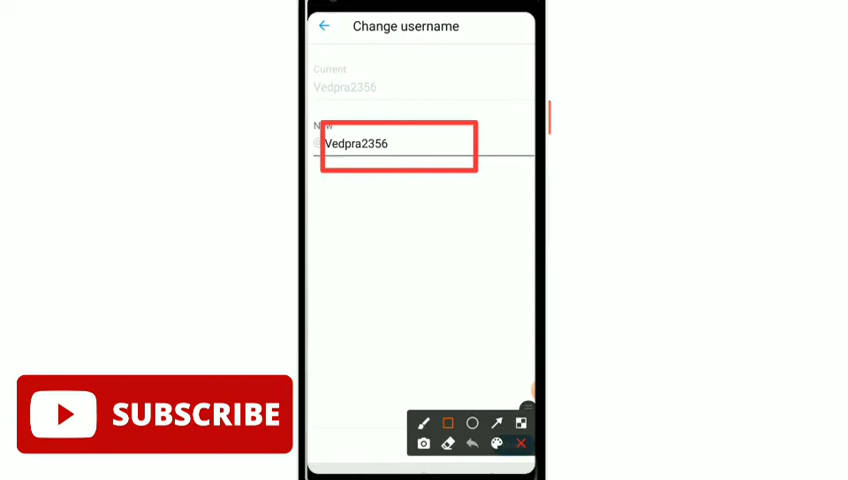 Change username
Current
Vedpra2356
New
@Vedpra2356
SUBSCRIBE